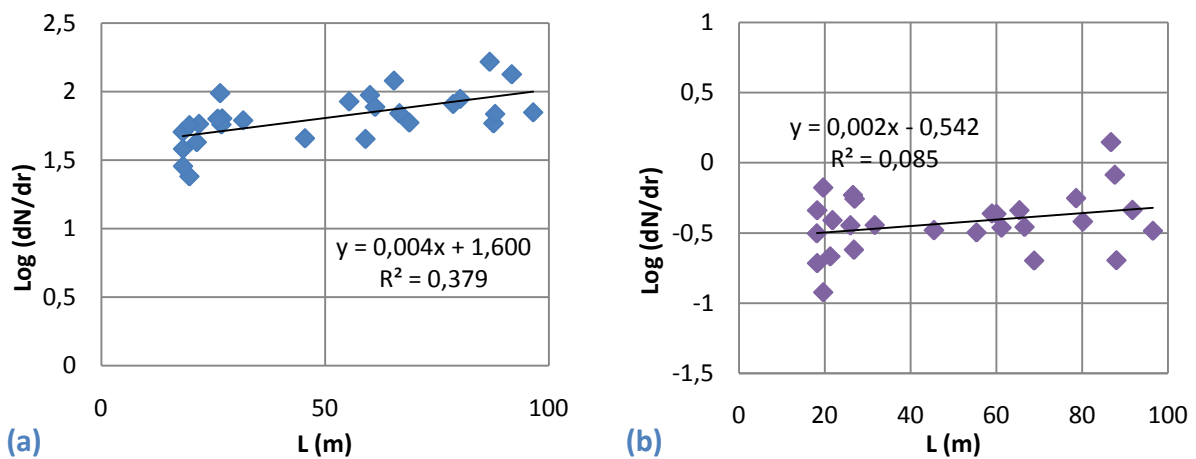 2,5
2
1,5
1
0,5
0
Log (dN/dr)
y = 0,004x + 1,600
R² = 0,379
0
50
100
L (m)
(a)
1
0,5
0
-0,5
-1
-1,5
Log (dN/dr)
y = 0,002x - 0,542
R² = 0,085
0
20
40
60
80
100
L (m)
(b)